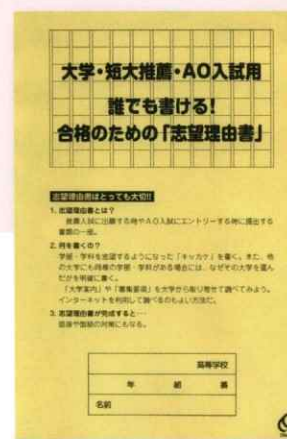 大学・短大推薦・AO入試用
誰でも書ける!
合格のための「志望理由書」
志望理由書はとっても大切!!
1. 志望理由書とは?
推薦入試に出願する時やAO入試にエントリーする時に提出する
書類の一部。
2. 何を書くの?
学部・学科を志望するようになった「キッカケ」を書く。また、他
の大学にも同様の学部・学科がある場合には、なぜその大学を選ん
だかを明確に書く。
「大学案内」や「募集要項」を大学から取り寄せて調べてみよう。
インターネットを利用して調べるのもよい方法だ。
3. 志望理由書が完成すると…
面接や面談の対策にもなる。
高等学校
年 組 番
名前